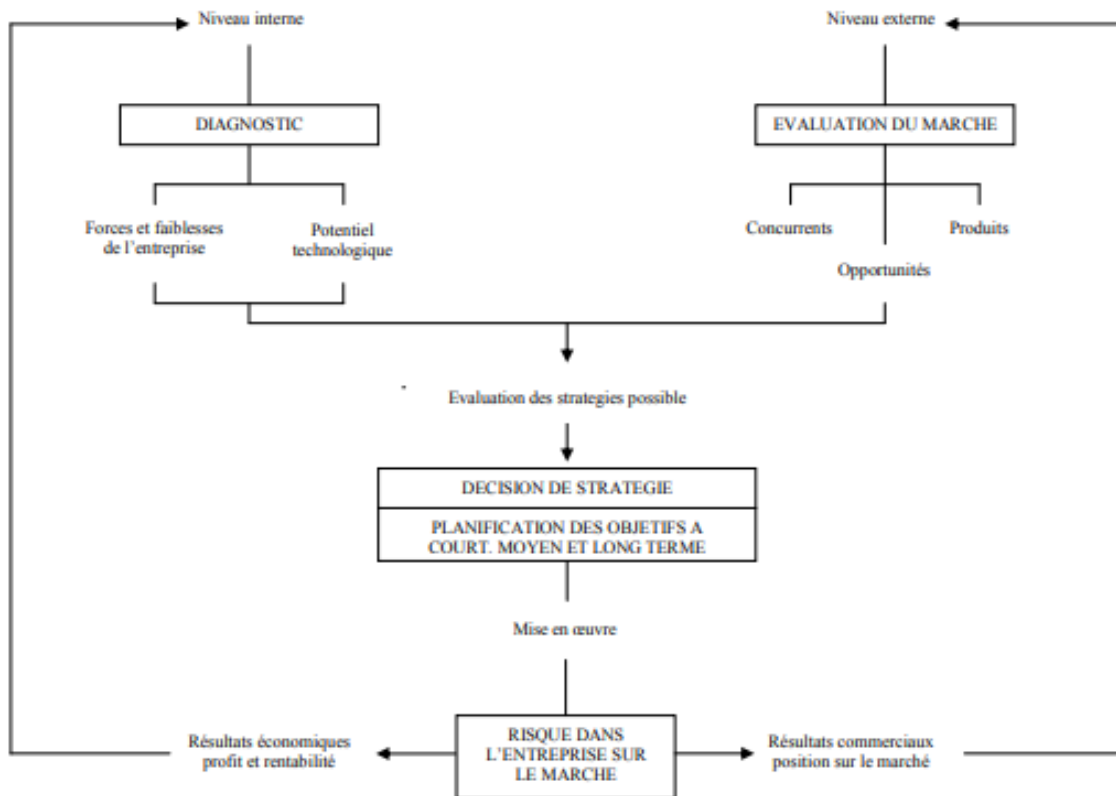 Niveau interne
Niveau externe
DIAGNOSTIC
EVALUATION DU MARCHE
Forces et faiblesses
de l'entreprise
Potentiel
technologique
Concurrents
Produits
Opportunités
Evaluation des strategies possible
DECISION DE STRATEGIE
PLANIFICATION DES OBJETIFS A
COURT. MOYEN ET LONG TERME
Mise en œuvre
Résultats économiques
profit et rentabilité
RISQUE DANS
L'ENTREPRISE SUR
LE MARCHE
Résultats commerciaux
position sur le marché